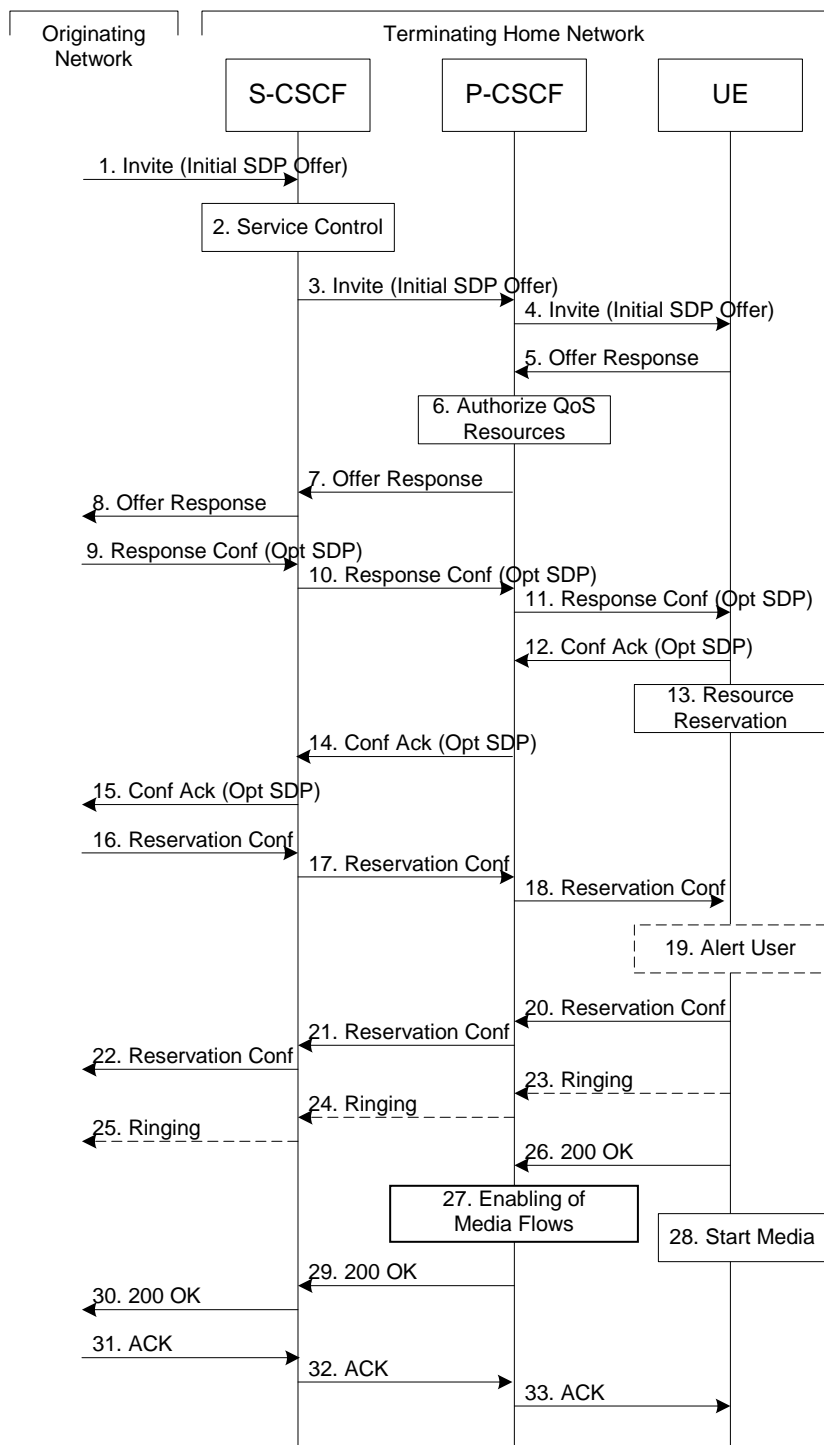 Originating
Network
Terminating Home Network
S-CSCF
P-CSCF
UE
1. Invite (Initial SDP Offer)
2. Service Control
3. Invite (Initial SDP Offer)
4. Invite (Initial SDP Offer)
5. Offer Response
6. Authorize QoS
Resources
7. Offer Response
8. Offer Response
9. Response Conf (Opt SDP)
10. Response Conf (Opt SDP)
11. Response Conf (Opt SDP)
12. Conf Ack (Opt SDP)
13. Resource
Reservation
14. Conf Ack (Opt SDP)
15. Conf Ack (Opt SDP)
16. Reservation Conf
17. Reservation Conf
18. Reservation Conf
19. Alert User
20. Reservation Conf
21. Reservation Conf
22. Reservation Conf
23. Ringing
24. Ringing
25. Ringing
26. 200 OK
27. Enabling of
Media Flows
28. Start Media
29. 200 OK
30. 200 OK
31. ACK
32. ACK
33. ACK